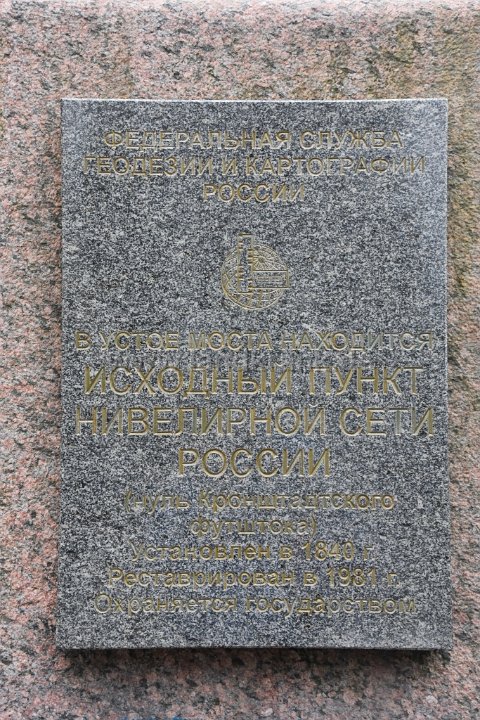 ФЕДЕРАЛЬНАЯ СЛУЖБА
ГЕОДЕЗИИ И КАРТОГРАФИИ
РОССИИ
В УСТОЕ МОСТА НАХОДИТСЯ
ИСХОДНЫЙ ПУНКТ
НИВЕЛИРНОЙ СЕТИ
РОССИИ
(Нуль Кронштадтского
футштока)
Установлен в 1840 г.
Реставрирован в 1981 г.
Охраняется государством